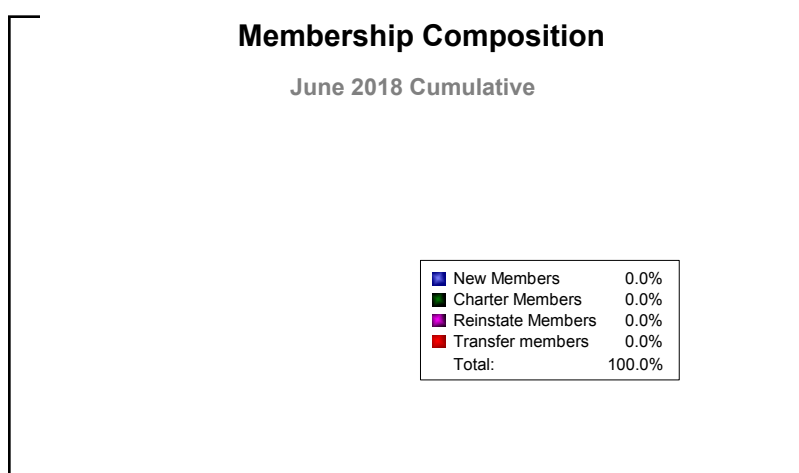 Membership Composition
June 2018 Cumulative
New Members 0.0%
Charter Members 0.0%
Reinstate Members 0.0%
Transfer members 0.0%
Total: 100.0%